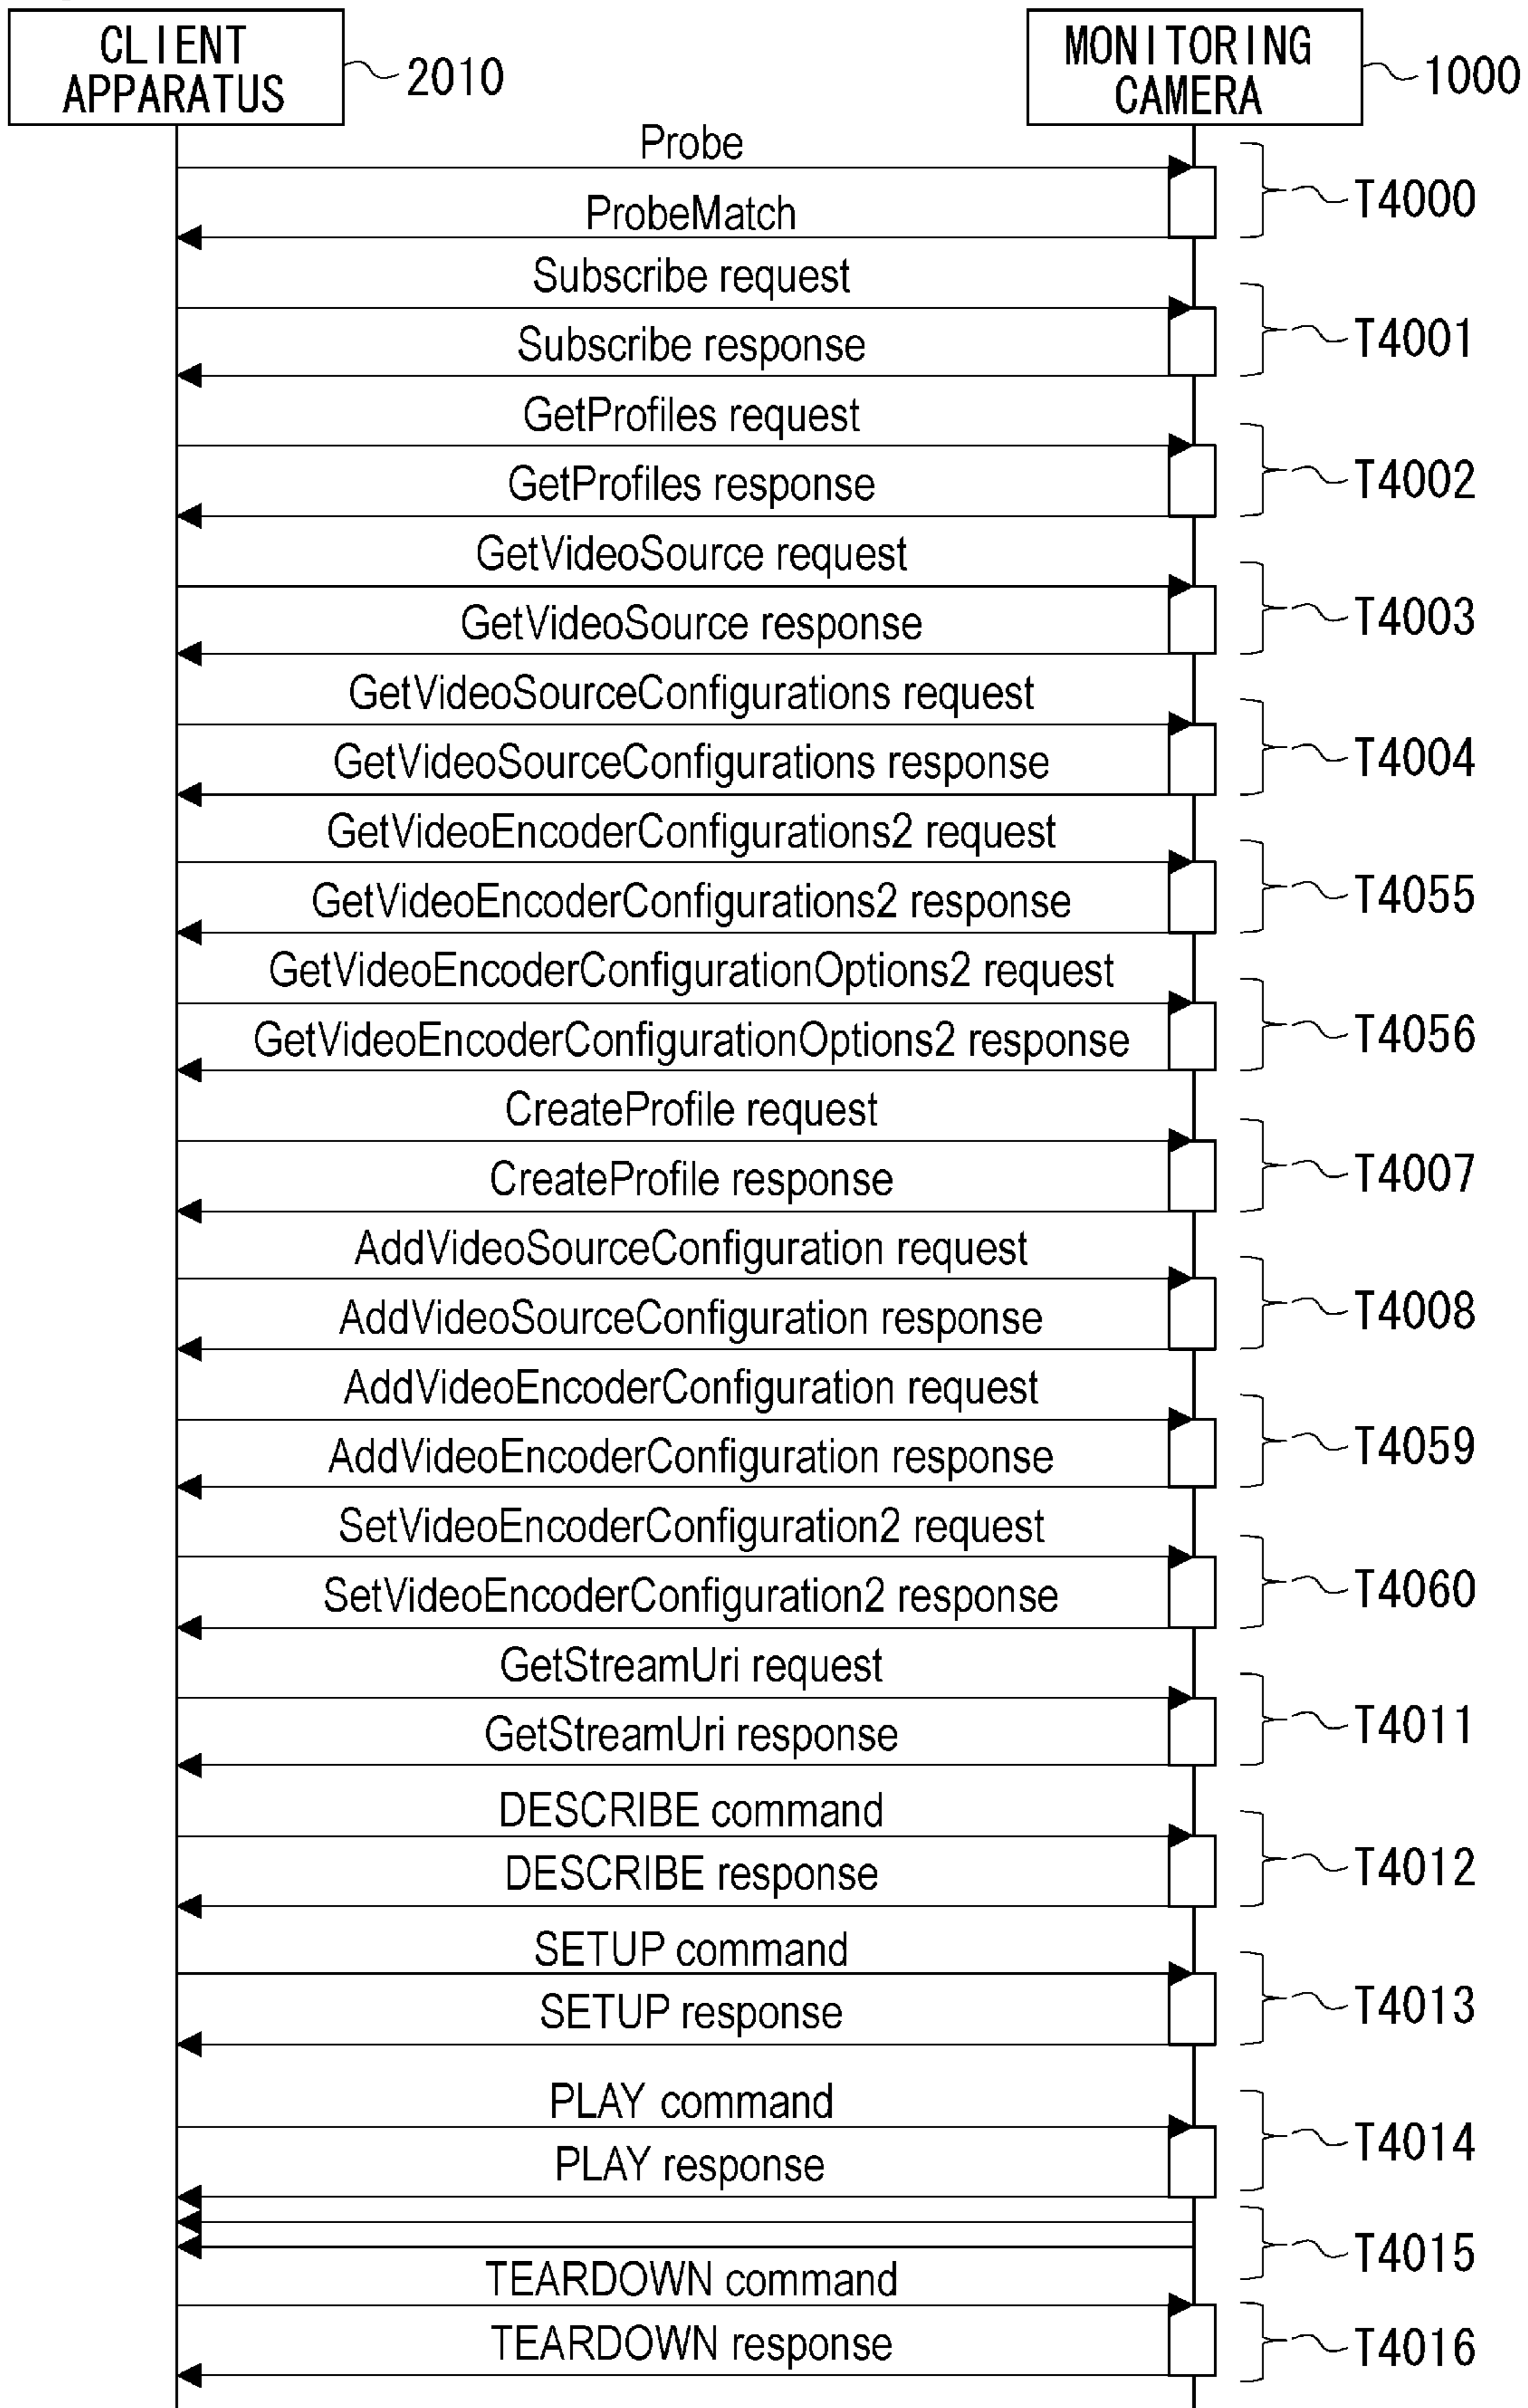 CLIENT
APPARATUS
2010
MONITORING
CAMERA
1000
Probe
ProbeMatch
T4000
Subscribe request
Subscribe response
T4001
GetProfiles request
GetProfiles response
T4002
GetVideoSource request
GetVideoSource response
T4003
GetVideoSourceConfigurations request
GetVideoSourceConfigurations response
T4004
GetVideoEncoderConfigurations2 request
GetVideoEncoderConfigurations2 response
T4055
GetVideoEncoderConfigurationOptions2 request
GetVideoEncoderConfigurationOptions2 response
T4056
CreateProfile request
CreateProfile response
T4007
AddVideoSourceConfiguration request
AddVideoSourceConfiguration response
T4008
AddVideoEncoderConfiguration request
AddVideoEncoderConfiguration response
T4059
SetVideoEncoderConfiguration2 request
SetVideoEncoderConfiguration2 response
T4060
GetStreamUri request
GetStreamUri response
T4011
DESCRIBE command
DESCRIBE response
T4012
SETUP command
SETUP response
T4013
PLAY command
PLAY response
T4014
T4015
TEARDOWN command
TEARDOWN response
T4016